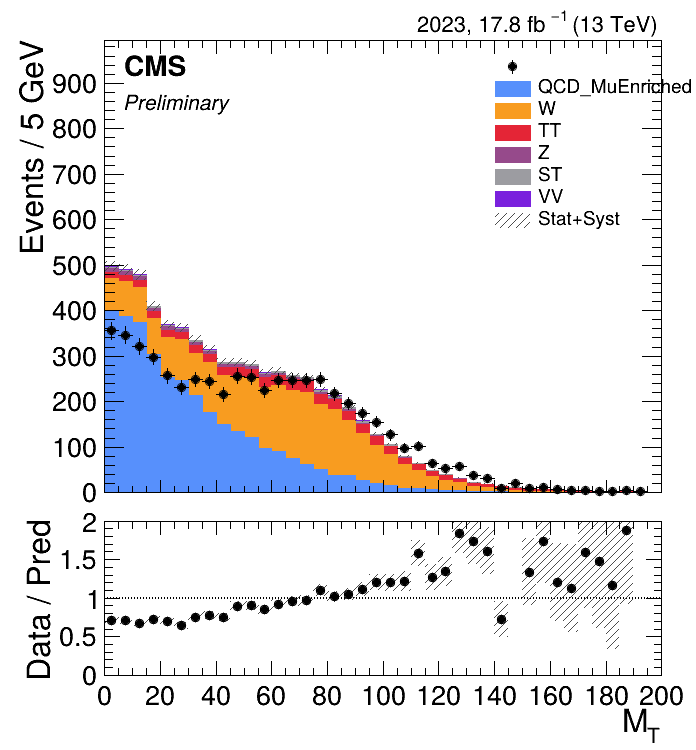 2023, 17.8 fb⁻¹ (13 TeV)
CMS
Preliminary
Events / 5 GeV
900
800
700
600
500
400
300
200
100
0
QCD_MuEnriched
W
TT
Z
ST
VV
Stat+Syst
Data / Pred
2
1.5
1
0.5
0
0 20 40 60 80 100 120 140 160 180 200
M_T